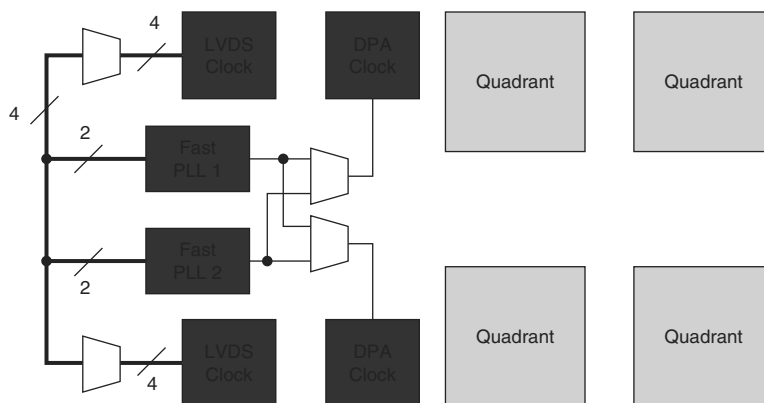 4
LVDS
Clock
DPA
Clock
Quadrant
Quadrant
4
2
Fast
PLL 1
Fast
PLL 2
2
LVDS
Clock
DPA
Clock
Quadrant
Quadrant
4